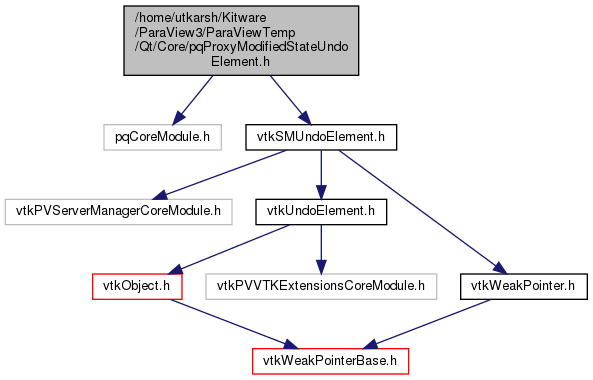 /home/utkarsh/Kitware
/ParaView3/ParaViewTemp
/Qt/Core/pqProxyModifiedStateUndo
Element.h
pqCoreModule.h
vtkSMUndoElement.h
vtkPVServerManagerCoreModule.h
vtkUndoElement.h
vtkObject.h
vtkPVVTKExtensionsCoreModule.h
vtkWeakPointer.h
vtkWeakPointerBase.h